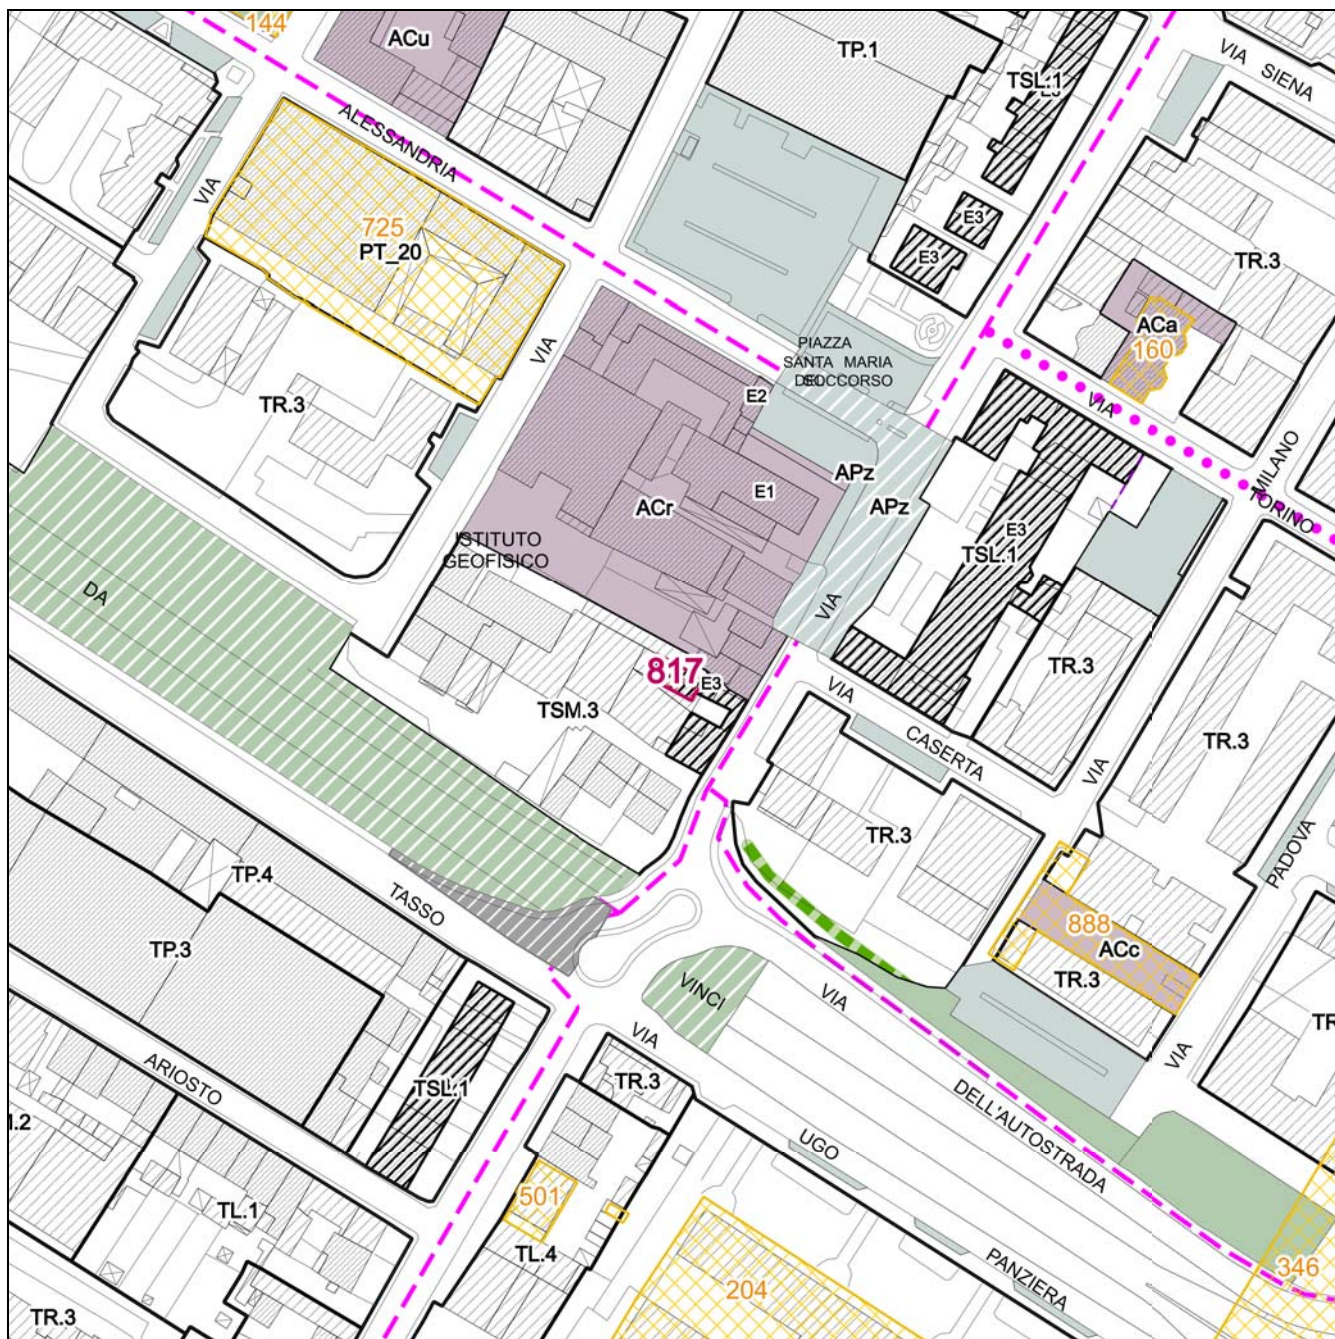 144
ACu
TP.1
TSL.1
E3
VIA SIENA
ALESSANDRIA
VIA
725
PT_20
E3
E3
TR.3
ACa
160
VIA
PIAZZA
SANTA MARIA
DEL SOCCORSO
VIA
TR.3
E2
APz
E1
ACr
APz
MILANO
TORINO
E3
TSL.1
ISTITUTO
GEOFISICO
DA
VIA
817
E3
TSM.3
VIA
TR.3
CASERTA
VIA
TR.3
TR.3
PADOVA
TP.4
TASSO
TP.3
888
ACc
TR.3
VINCI
VIA
TR
VIA
VIA
ARIOSTO
TSL.1
TR.3
DELL'AUTOSTRADA
UGO
501
TL.1
TL.4
PANZIERA
204
346
TR.3